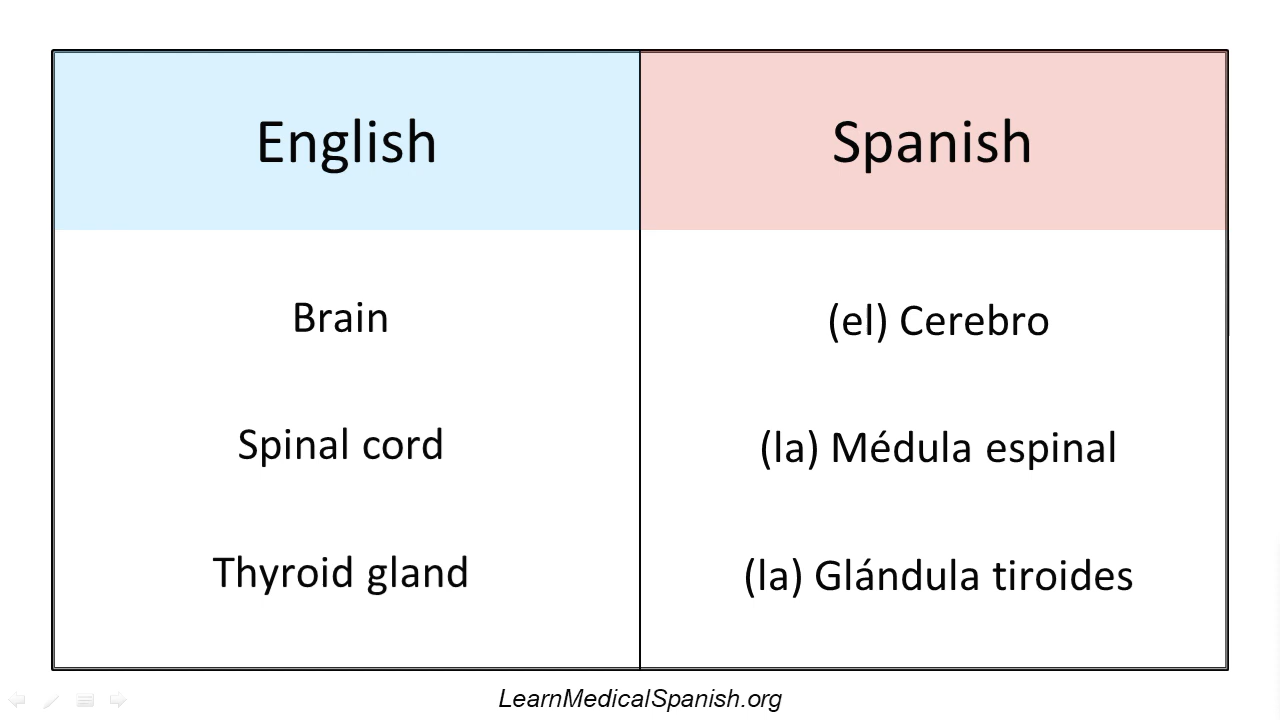 English Spanish
Brain (el) Cerebro
Spinal cord (la) Médula espinal
Thyroid gland (la) Glándula tiroides
LearnMedicalSpanish.org